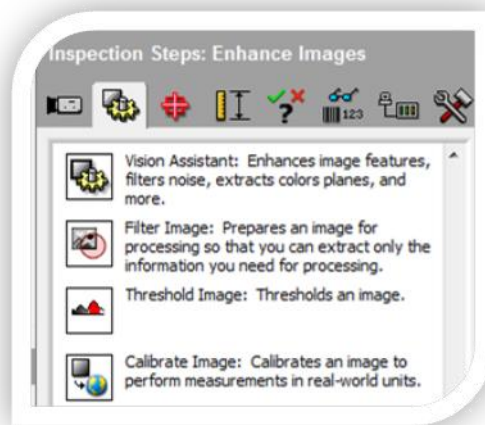 Inspection Steps: Enhance Images
123
Vision Assistant: Enhances image features,
filters noise, extracts colors planes, and
more.
Filter Image: Prepares an image for
processing so that you can extract only the
information you need for processing.
Threshold Image: Thresholds an image.
Calibrate Image: Calibrates an image to
perform measurements in real-world units.